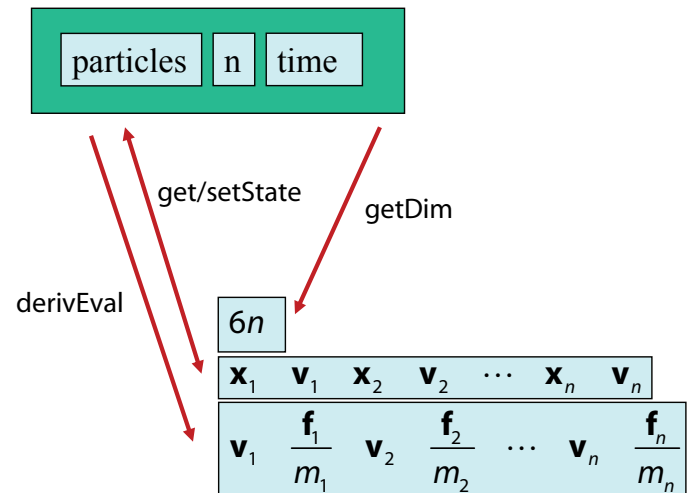 particles n time
get/setState
getDim
derivEval
6n
x₁ v₁ x₂ v₂ ⋯ xₙ vₙ
v₁ f₁/m₁ v₂ f₂/m₂ ⋯ vₙ fₙ/mₙ